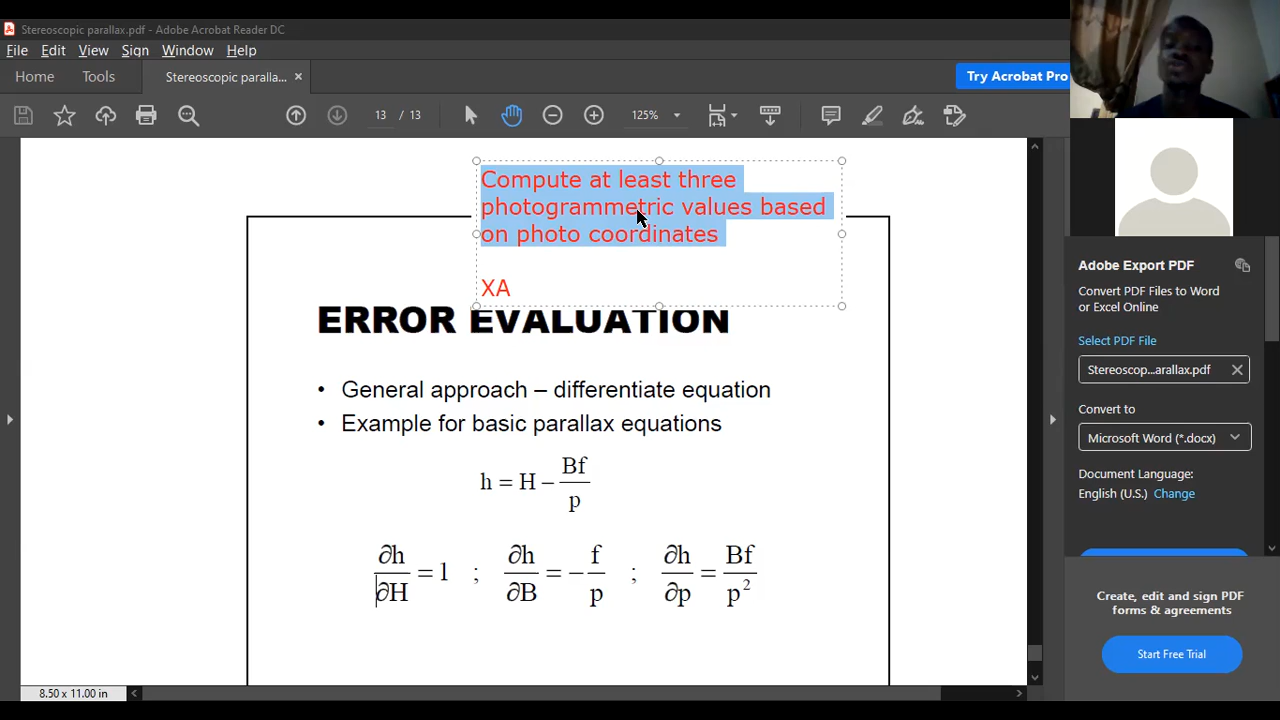 Stereoscopic parallax.pdf - Adobe Acrobat Reader DC
File Edit View Sign Window Help
Home Tools Stereoscopic paralla... ×
Try Acrobat Pro
13 / 13 125%
Compute at least three
photogrammetric values based
on photo coordinates
XA
ERROR EVALUATION
• General approach – differentiate equation
• Example for basic parallax equations
h = H – Bf/p
∂h/∂H = 1 ; ∂h/∂B = – f/p ; ∂h/∂p = Bf/p²
8.50 x 11.00 in
Adobe Export PDF
Convert PDF Files to Word
or Excel Online
Select PDF File
Stereoscop...arallax.pdf
Convert to
Microsoft Word (*.docx)
Document Language:
English (U.S.) Change
Create, edit and sign PDF
forms & agreements
Start Free Trial